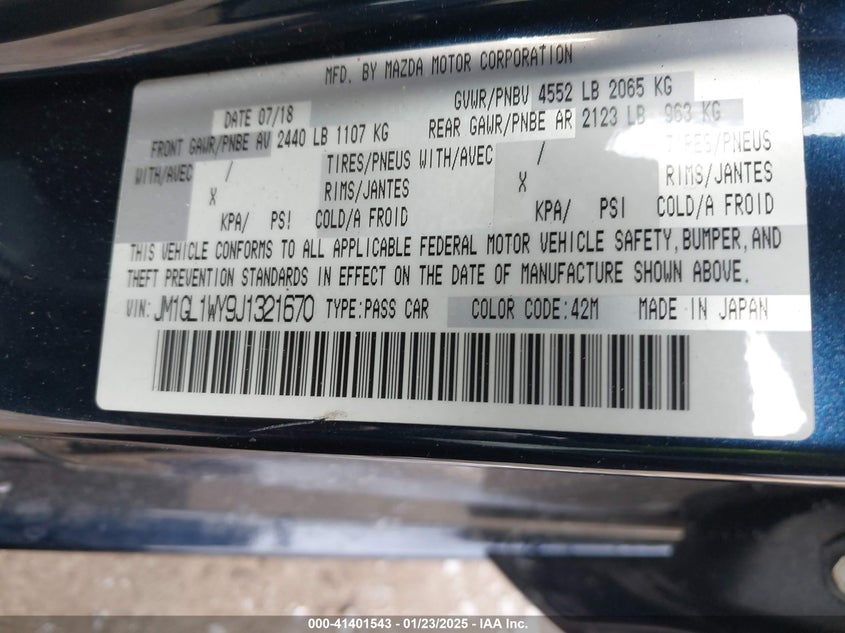 MFD. BY MAZDA MOTOR CORPORATION
DATE 07/18 GVWR/PNBV 4552 LB 2065 KG
FRONT GAWR/PNBE AV 2440 LB 1107 KG REAR GAWR/PNBE AR 2123 LB 963 KG
WITH/AVEC / TIRES/PNEUS WITH/AVEC / TIRES/PNEUS
X RIMS/JANTES X RIMS/JANTES
KPA/ PSI COLD/A FROID KPA/ PSI COLD/A FROID
THIS VEHICLE CONFORMS TO ALL APPLICABLE FEDERAL MOTOR VEHICLE SAFETY, BUMPER, AND
THEFT PREVENTION STANDARDS IN EFFECT ON THE DATE OF MANUFACTURE SHOWN ABOVE.
VIN: JM1GL1WY9J1321670 TYPE:PASS CAR COLOR CODE:42M MADE IN JAPAN
000-41401543 - 01/23/2025 - IAA Inc.